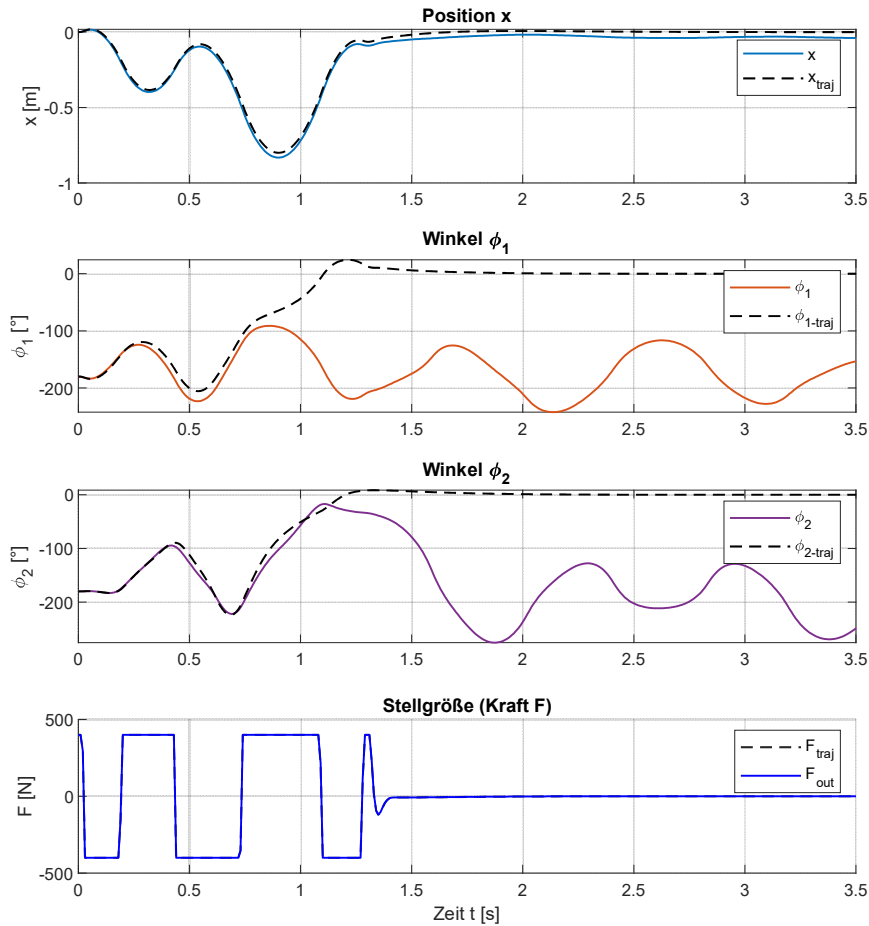 Position x
0
-0.5
-1
x [m]
x
x_traj
0 0.5 1 1.5 2 2.5 3 3.5
Winkel ϕ_1
0
-100
-200
ϕ_1 [°]
ϕ_1
ϕ_1-traj
0 0.5 1 1.5 2 2.5 3 3.5
Winkel ϕ_2
0
-100
-200
ϕ_2 [°]
ϕ_2
ϕ_2-traj
0 0.5 1 1.5 2 2.5 3 3.5
Stellgröße (Kraft F)
500
0
-500
F [N]
F_traj
F_out
0 0.5 1 1.5 2 2.5 3 3.5
Zeit t [s]